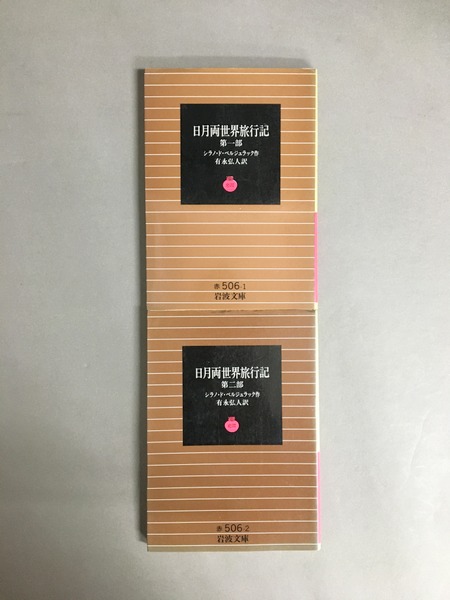 日月両世界旅行記
第一部
シラノ・ド・ベルジュラック作
有永弘人訳
赤 506-1
岩波文庫
日月両世界旅行記
第二部
シラノ・ド・ベルジュラック作
有永弘人訳
赤 506-2
岩波文庫